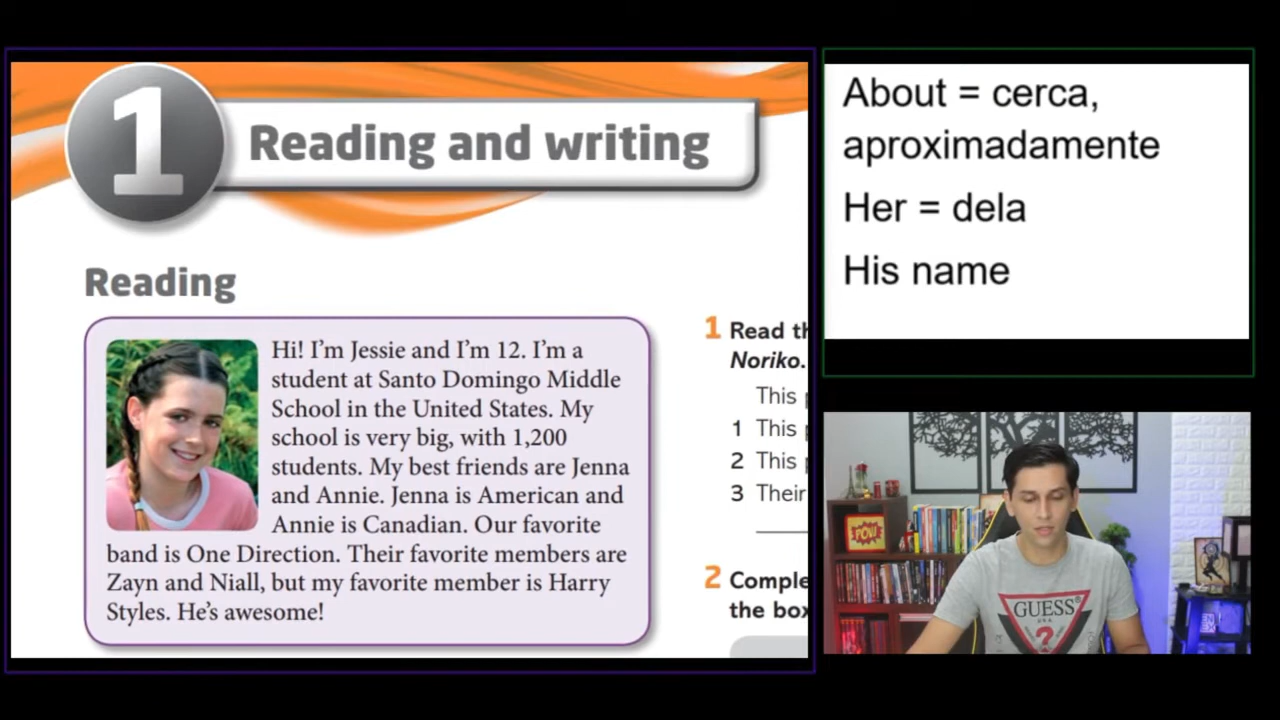 1
Reading and writing
Reading
Hi! I'm Jessie and I'm 12. I'm a
student at Santo Domingo Middle
School in the United States. My
school is very big, with 1,200
students. My best friends are Jenna
and Annie. Jenna is American and
Annie is Canadian. Our favorite
band is One Direction. Their favorite members are
Zayn and Niall, but my favorite member is Harry
Styles. He's awesome!
1 Read th
Noriko.
This
1 This
2 This
3 Their
2 Comple
the box
About = cerca,
aproximadamente
Her = dela
His name
GUESS
U.S.A.
?